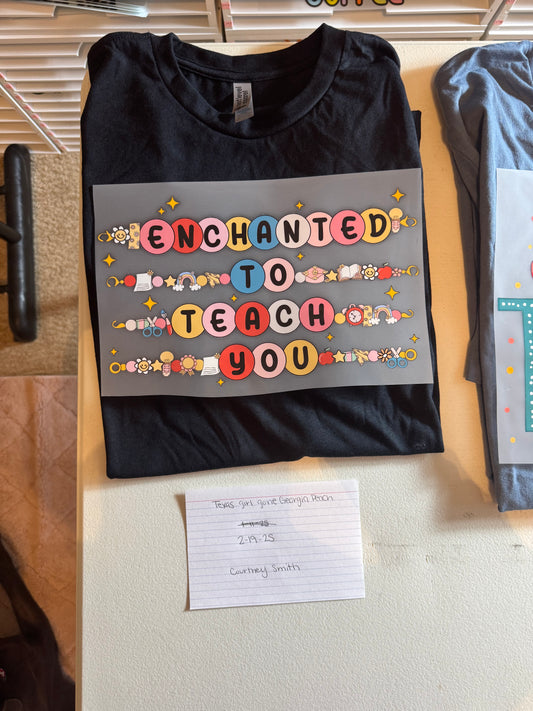 ENCHANTED
TO
TEACH
YOU
Texas girl gone Georgia Peach
2-19-25
Courtney Smith